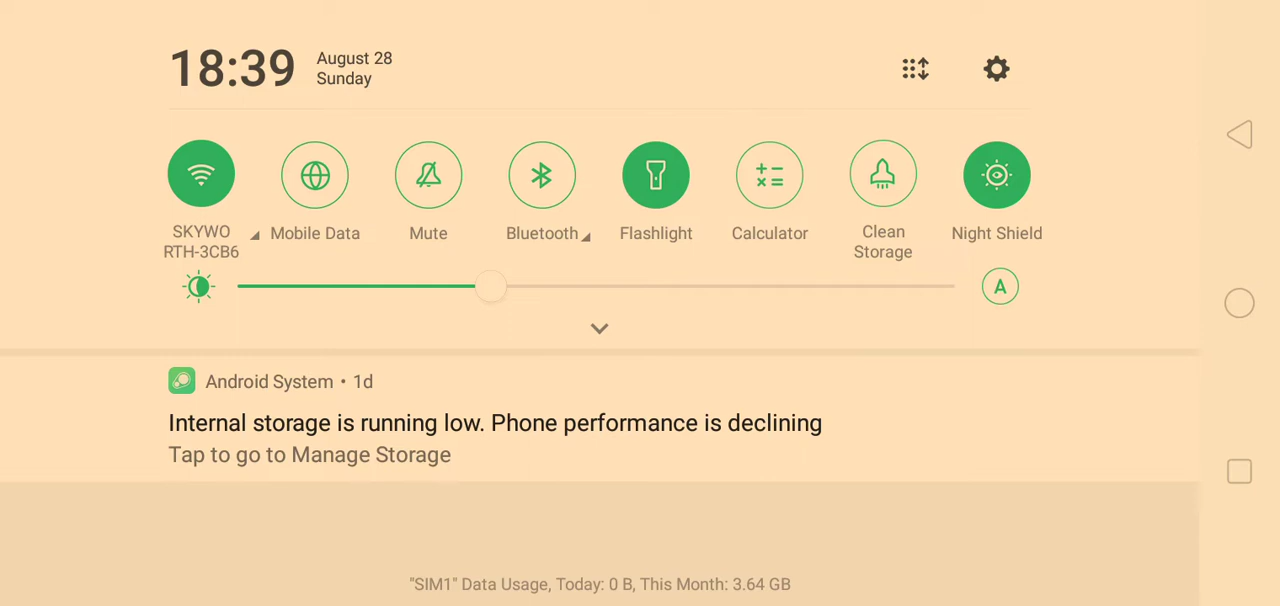 18:39
August 28
Sunday
SKYWO
RTH-3CB6
Mobile Data
Mute
Bluetooth
Flashlight
Calculator
Clean
Storage
Night Shield
A
Android System • 1d
Internal storage is running low. Phone performance is declining
Tap to go to Manage Storage
"SIM1" Data Usage, Today: 0 B, This Month: 3.64 GB